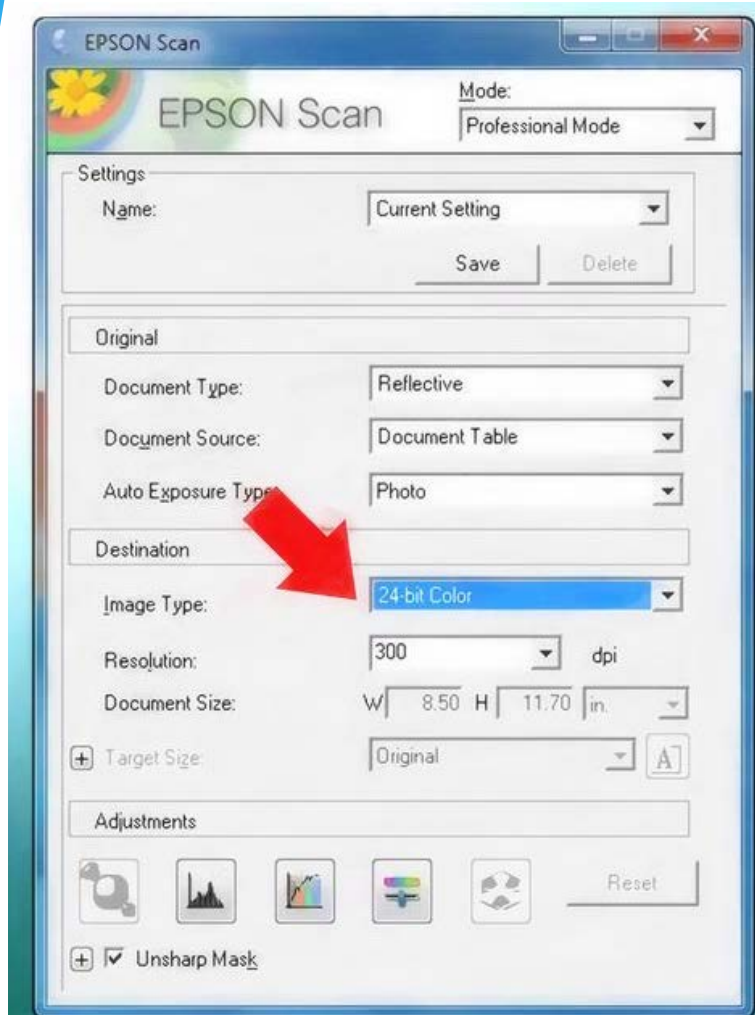 EPSON Scan
EPSON Scan
Mode:
Professional Mode
Settings
Name:
Current Setting
Save
Delete
Original
Document Type:
Reflective
Document Source:
Document Table
Auto Exposure Type:
Photo
Destination
Image Type:
24-bit Color
Resolution:
300
dpi
Document Size:
W 8.50 H 11.70 in.
Target Size:
Original
A
Adjustments
Reset
Unsharp Mask